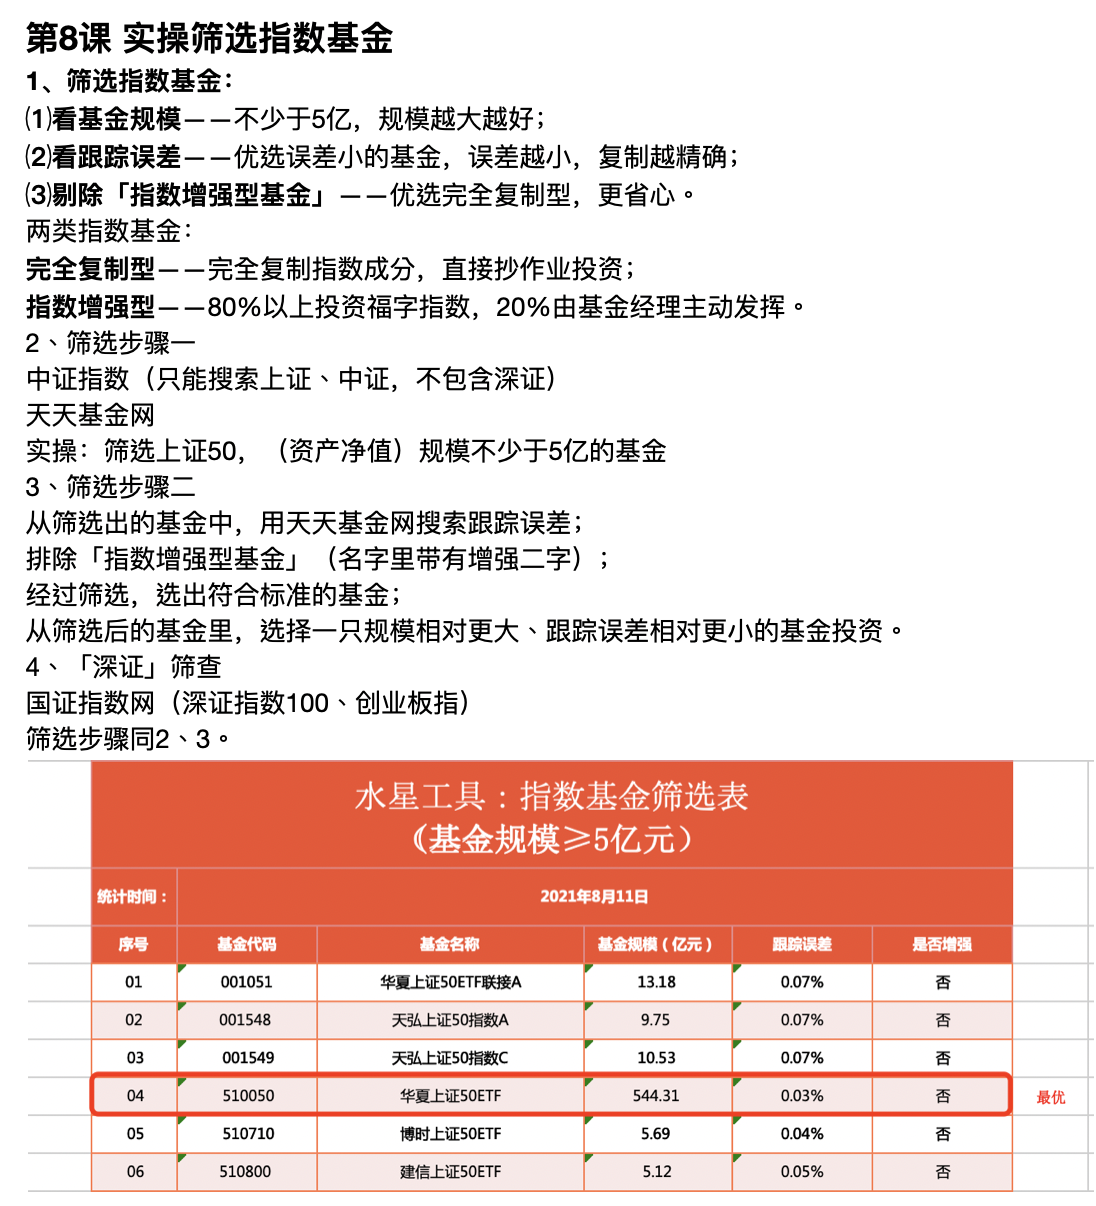 第8课 实操筛选指数基金
1、筛选指数基金：
⑴看基金规模——不少于5亿，规模越大越好；
⑵看跟踪误差——优选误差小的基金，误差越小，复制越精确；
⑶剔除「指数增强型基金」——优选完全复制型，更省心。
两类指数基金：
完全复制型——完全复制指数成分，直接抄作业投资；
指数增强型——80%以上投资福字指数，20%由基金经理主动发挥。
2、筛选步骤一
中证指数（只能搜索上证、中证，不包含深证）
天天基金网
实操：筛选上证50，（资产净值）规模不少于5亿的基金
3、筛选步骤二
从筛选出的基金中，用天天基金网搜索跟踪误差；
排除「指数增强型基金」（名字里带有增强二字）；
经过筛选，选出符合标准的基金；
从筛选后的基金里，选择一只规模相对更大、跟踪误差相对更小的基金投资。
4、「深证」筛查
国证指数网（深证指数100、创业板指）
筛选步骤同2、3。
水星工具：指数基金筛选表
（基金规模≥5亿元）
统计时间： 2021年8月11日
序号 基金代码 基金名称 基金规模（亿元） 跟踪误差 是否增强
01 001051 华夏上证50ETF联接A 13.18 0.07% 否
02 001548 天弘上证50指数A 9.75 0.07% 否
03 001549 天弘上证50指数C 10.53 0.07% 否
04 510050 华夏上证50ETF 544.31 0.03% 否 最优
05 510710 博时上证50ETF 5.69 0.04% 否
06 510800 建信上证50ETF 5.12 0.05% 否